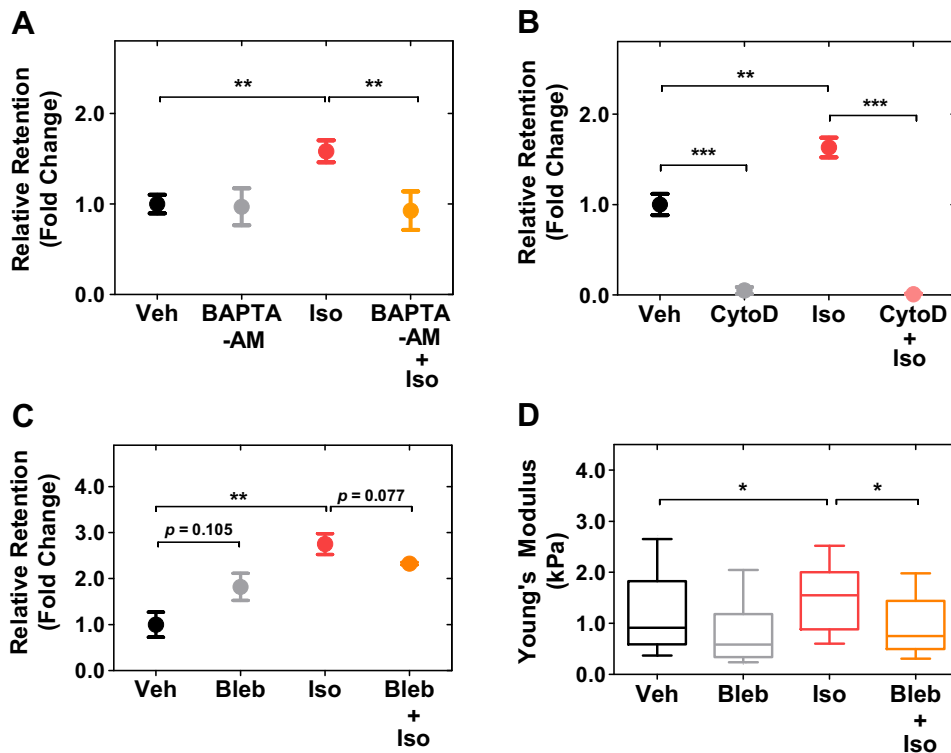 A
Relative Retention
(Fold Change)
2.0
1.0
0.0
**
**
Veh
BAPTA
-AM
Iso
BAPTA
-AM
+
Iso
B
Relative Retention
(Fold Change)
2.0
1.0
0.0
**
***
***
Veh
CytoD
Iso
CytoD
+
Iso
C
Relative Retention
(Fold Change)
4.0
3.0
2.0
1.0
0.0
**
p = 0.077
p = 0.105
Veh
Bleb
Iso
Bleb
+
Iso
D
Young's Modulus
(kPa)
4.0
3.0
2.0
1.0
0.0
*
*
Veh
Bleb
Iso
Bleb
+
Iso